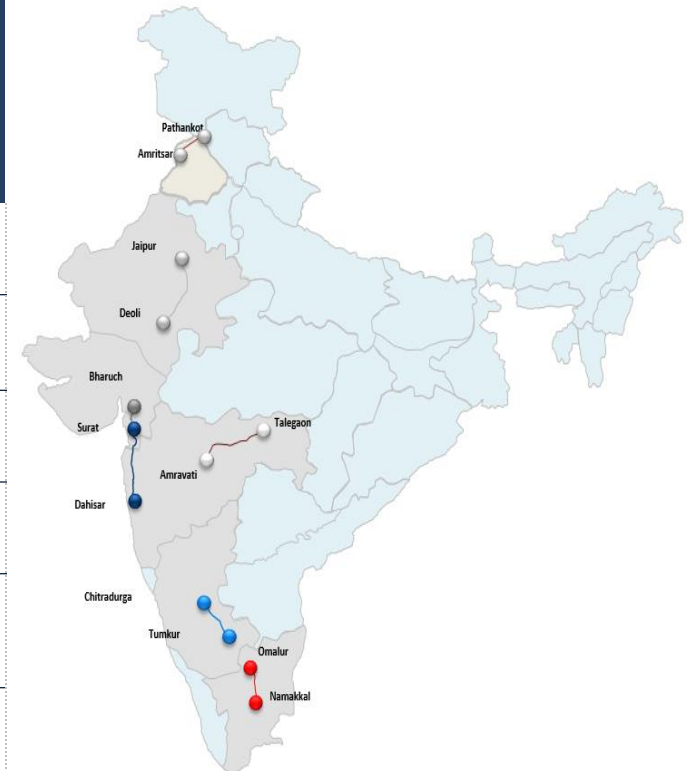 Pathankot
Amritsar
Jaipur
Deoli
Bharuch
Surat
Talegaon
Amravati
Dahisar
Chitradurga
Tumkur
Omalur
Namakkal